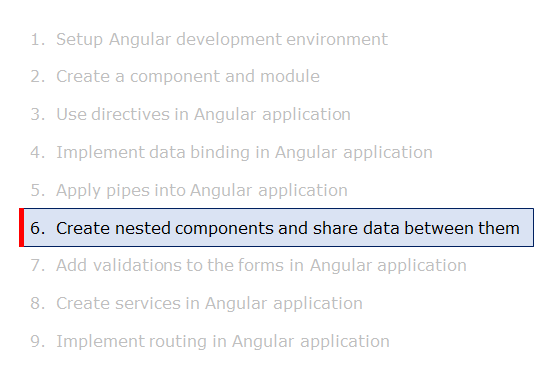 1. Setup Angular development environment
2. Create a component and module
3. Use directives in Angular application
4. Implement data binding in Angular application
5. Apply pipes into Angular application
6. Create nested components and share data between them
7. Add validations to the forms in Angular application
8. Create services in Angular application
9. Implement routing in Angular application